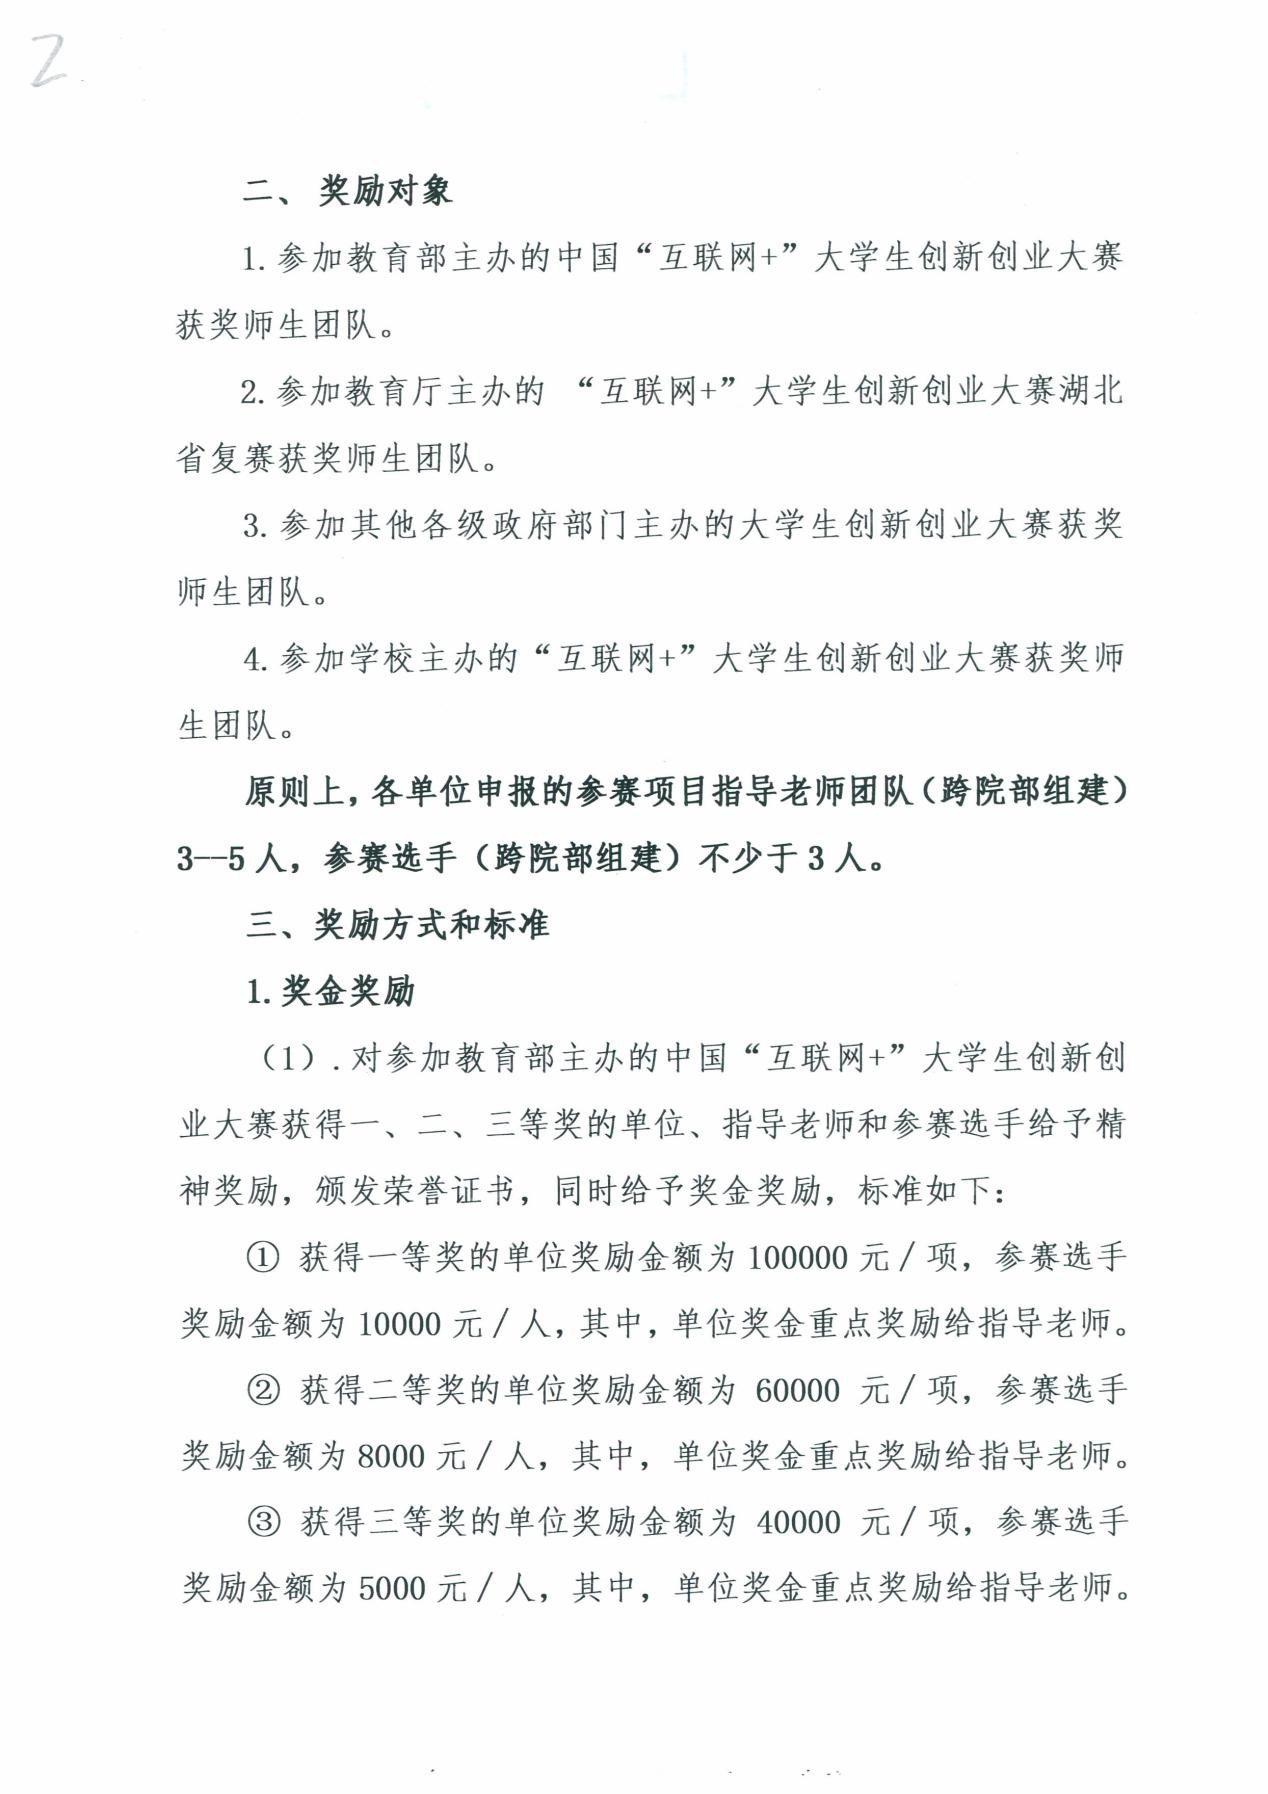 2
二、 奖励对象
1. 参加教育部主办的中国“互联网+”大学生创新创业大赛
获奖师生团队。
2. 参加教育厅主办的 “互联网+”大学生创新创业大赛湖北
省复赛获奖师生团队。
3. 参加其他各级政府部门主办的大学生创新创业大赛获奖
师生团队。
4. 参加学校主办的“互联网+”大学生创新创业大赛获奖师
生团队。
原则上，各单位申报的参赛项目指导老师团队（跨院部组建）
3—5 人，参赛选手（跨院部组建）不少于 3 人。
三、奖励方式和标准
1. 奖金奖励
（1）. 对参加教育部主办的中国“互联网+”大学生创新创
业大赛获得一、二、三等奖的单位、指导老师和参赛选手给予精
神奖励，颁发荣誉证书，同时给予奖金奖励，标准如下：
① 获得一等奖的单位奖励金额为 100000 元／项，参赛选手
奖励金额为 10000 元／人，其中，单位奖金重点奖励给指导老师。
② 获得二等奖的单位奖励金额为 60000 元／项，参赛选手
奖励金额为 8000 元／人，其中，单位奖金重点奖励给指导老师。
③ 获得三等奖的单位奖励金额为 40000 元／项，参赛选手
奖励金额为 5000 元／人，其中，单位奖金重点奖励给指导老师。